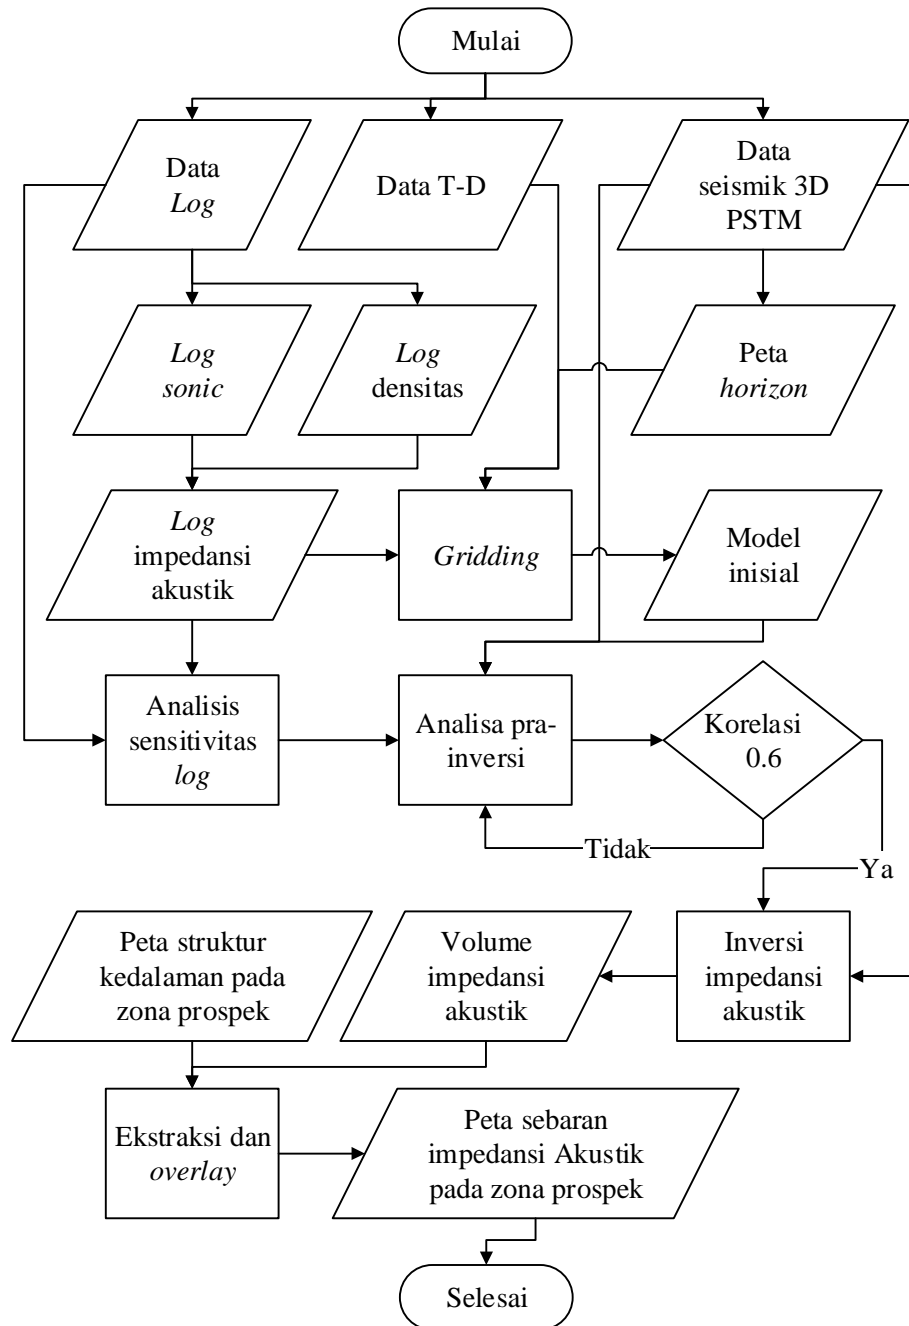 Mulai
Data
Log
Data T-D
Data
seismik 3D
PSTM
Log
sonic
Log
densitas
Peta
horizon
Log
impedansi
akustik
Gridding
Model
inisial
Analisis
sensitivitas
log
Analisa pra-
inversi
Korelasi
0.6
Tidak
Ya
Peta struktur
kedalaman pada
zona prospek
Volume
impedansi
akustik
Inversi
impedansi
akustik
Ekstraksi dan
overlay
Peta sebaran
impedansi Akustik
pada zona prospek
Selesai